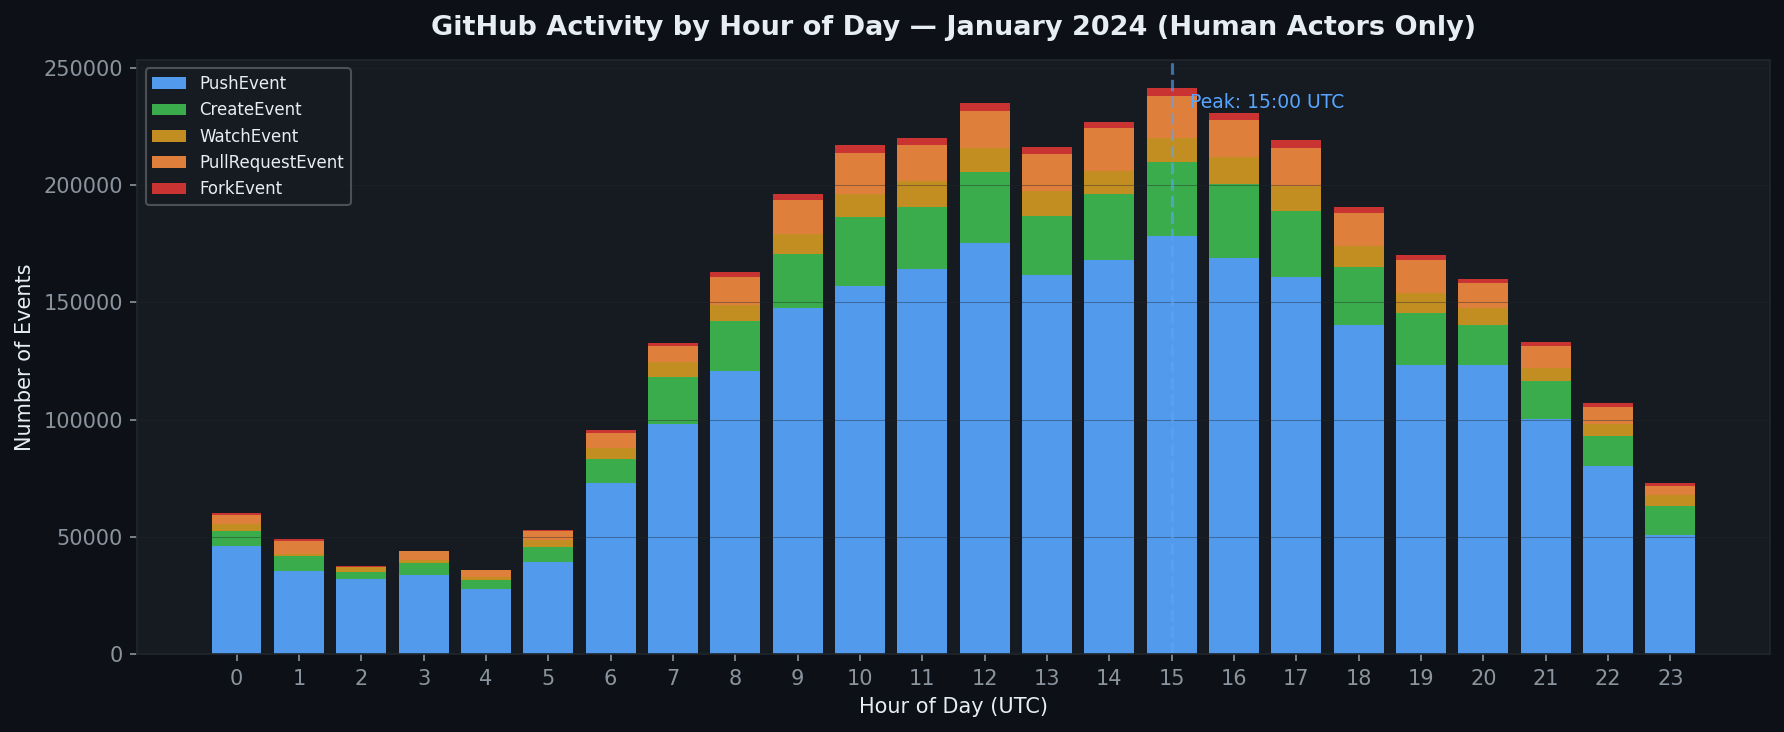 GitHub Activity by Hour of Day — January 2024 (Human Actors Only)
PushEvent
CreateEvent
WatchEvent
PullRequestEvent
ForkEvent
Peak: 15:00 UTC
Number of Events
250000
200000
150000
100000
50000
0
0 1 2 3 4 5 6 7 8 9 10 11 12 13 14 15 16 17 18 19 20 21 22 23
Hour of Day (UTC)